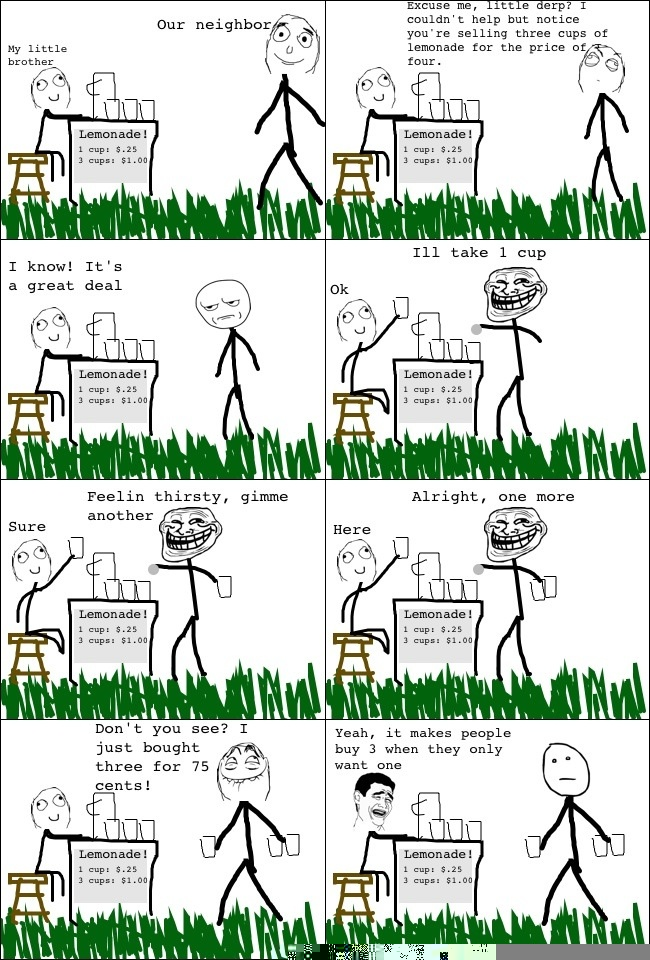 Our neighbor
My little
brother
Lemonade!
1 cup: $.25
3 cups: $1.00
Excuse me, little derp? I
couldn't help but notice
you're selling three cups of
lemonade for the price of
four.
Lemonade!
1 cup: $.25
3 cups: $1.00
I know! It's
a great deal
Lemonade!
1 cup: $.25
3 cups: $1.00
Ill take 1 cup
Ok
Lemonade!
1 cup: $.25
3 cups: $1.00
Feelin thirsty, gimme
another
Sure
Lemonade!
1 cup: $.25
3 cups: $1.00
Alright, one more
Here
Lemonade!
1 cup: $.25
3 cups: $1.00
Don't you see? I
just bought
three for 75
cents!
Lemonade!
1 cup: $.25
3 cups: $1.00
Yeah, it makes people
buy 3 when they only
want one
Lemonade!
1 cup: $.25
3 cups: $1.00